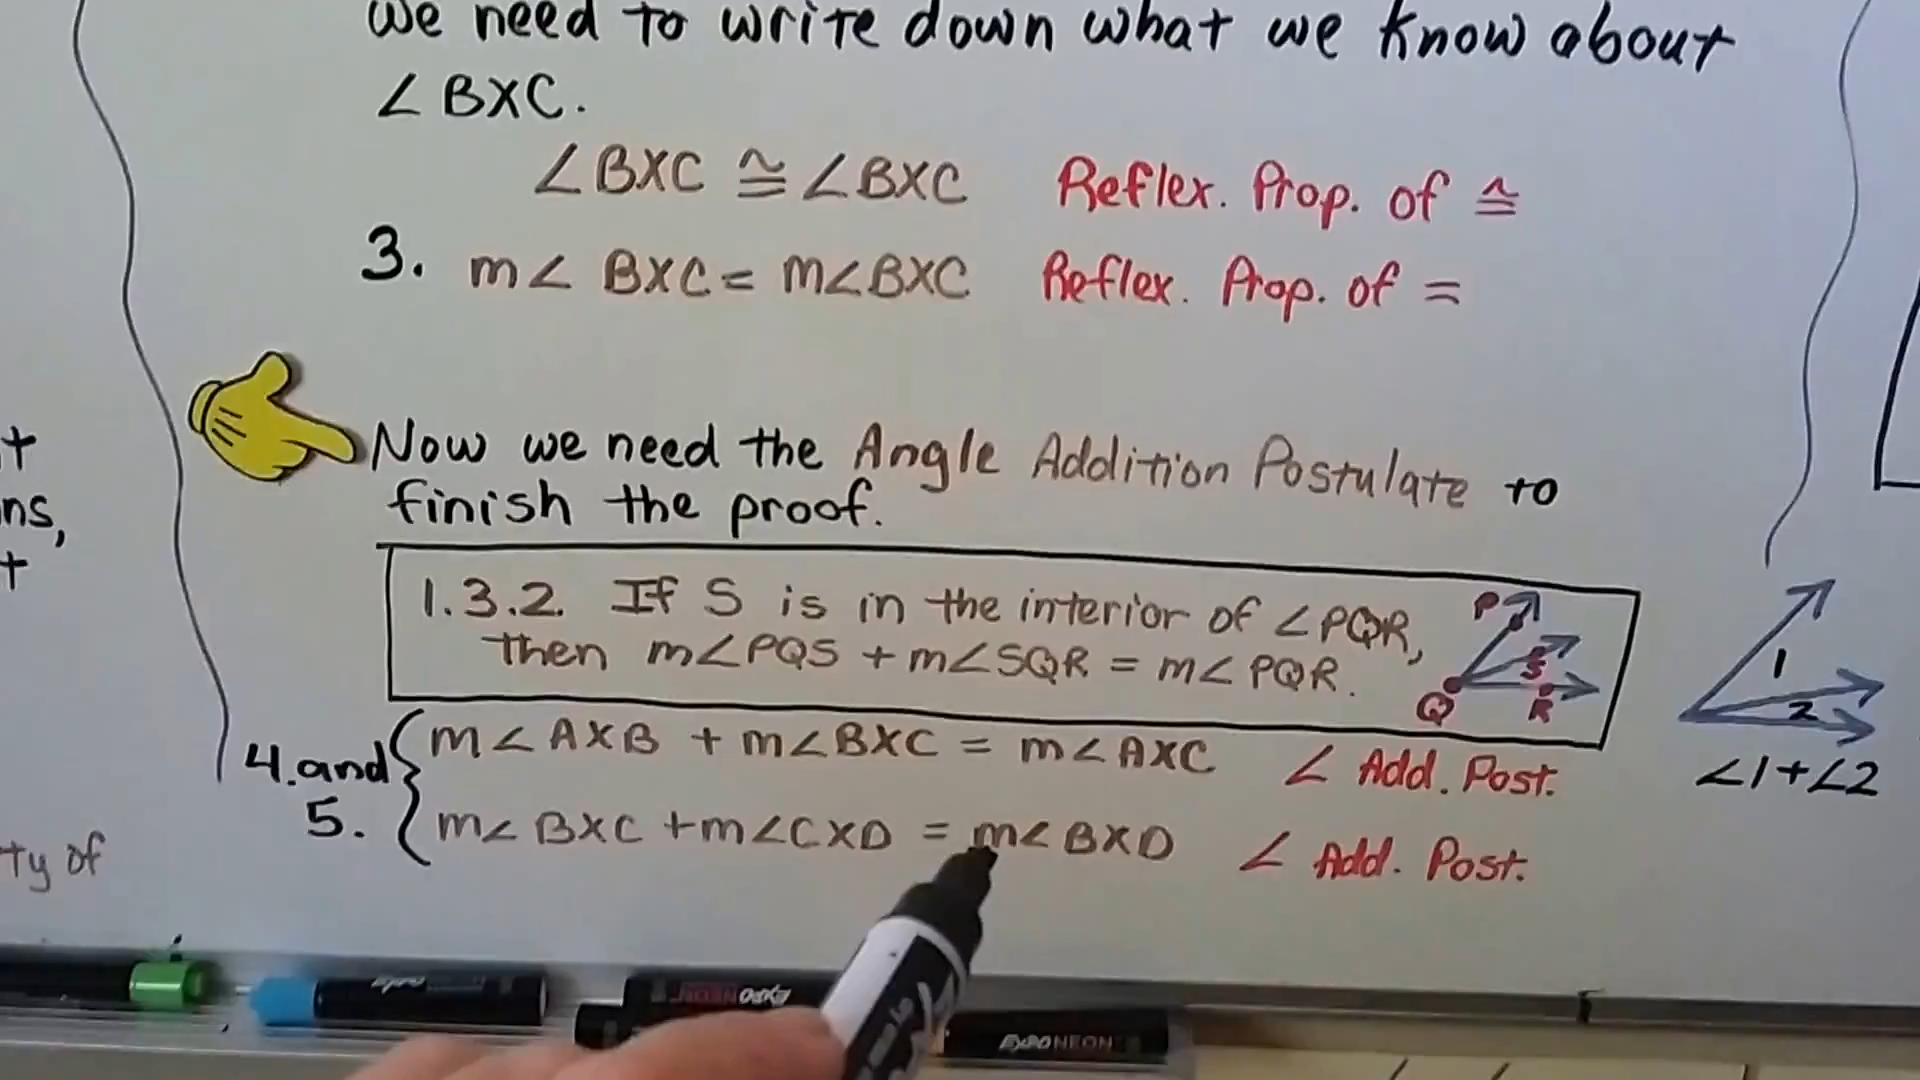 We need to write down what we know about
∠BXC.
∠BXC ≅ ∠BXC Reflex. Prop. of ≅
3. m∠BXC = m∠BXC Reflex. Prop. of =
Now we need the Angle Addition Postulate to
finish the proof.
1.3.2. If S is in the interior of ∠PQR,
then m∠PQS + m∠SQR = m∠PQR.
P
S
Q R
4. and m∠AXB + m∠BXC = m∠AXC ∠ Add. Post.
5. m∠BXC + m∠CXD = m∠BXD ∠ Add. Post.
1
2
∠1+∠2
ty of
EXPO NEON